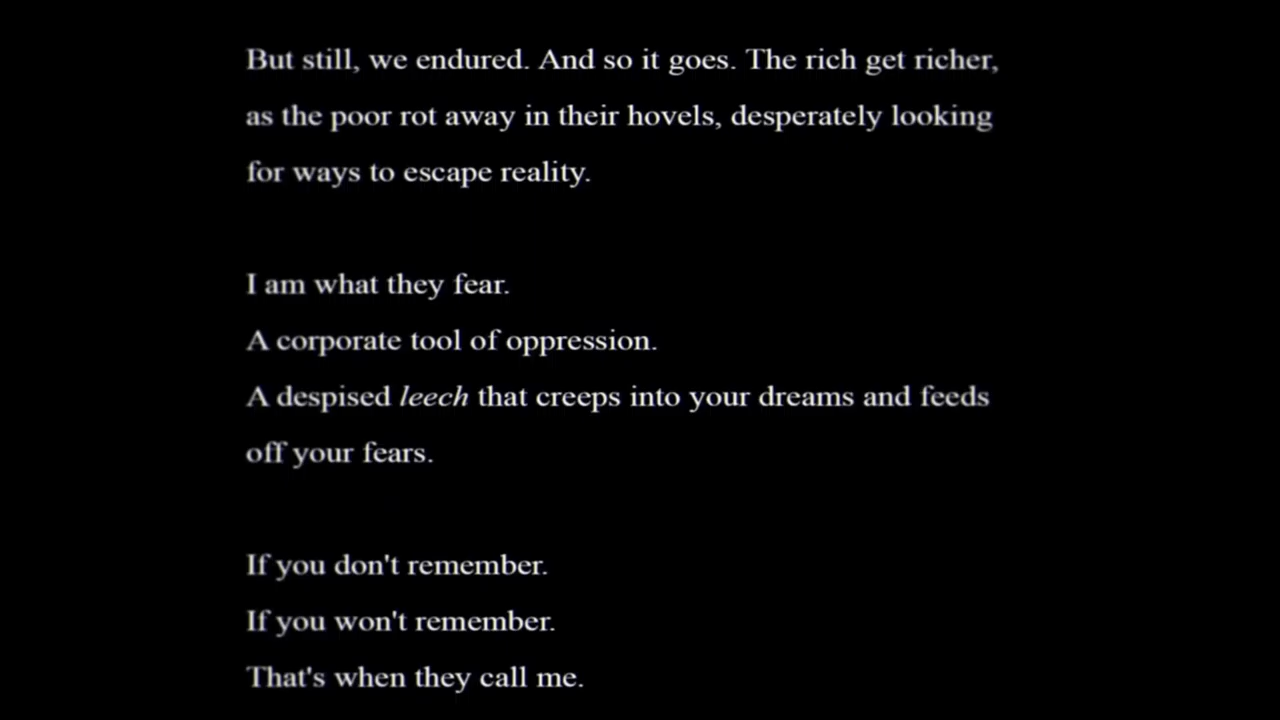 But still, we endured. And so it goes. The rich get richer,
as the poor rot away in their hovels, desperately looking
for ways to escape reality.
I am what they fear.
A corporate tool of oppression.
A despised leech that creeps into your dreams and feeds
off your fears.
If you don't remember.
If you won't remember.
That's when they call me.